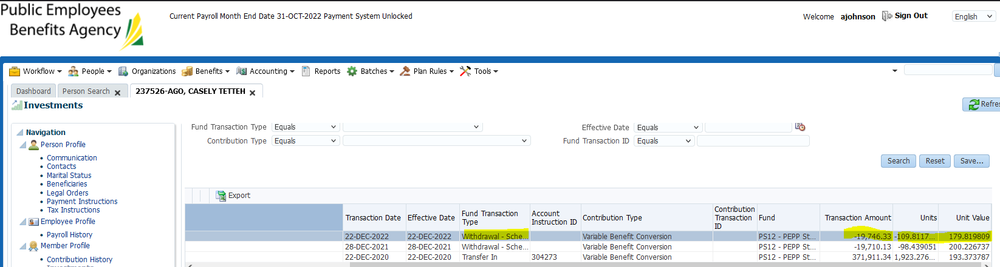 Public Employees
Benefits Agency
Current Payroll Month End Date 31-OCT-2022 Payment System Unlocked
Welcome ajohnson Sign Out English
Workflow People Organizations Benefits Accounting Reports Batches Plan Rules Tools
Dashboard Person Search 237526-AGO, CASELY TETTEH
Investments Refres
Navigation
Person Profile
Communication
Contacts
Marital Status
Beneficiaries
Legal Orders
Payment Instructions
Tax Instructions
Employee Profile
Payroll History
Member Profile
Contribution History
Investments
Fund Transaction Type Equals Effective Date Equals
Contribution Type Equals Fund Transaction ID Equals
Search Reset Save...
Export
Transaction Date Effective Date Fund Transaction Type Account Instruction ID Contribution Type Contribution Transaction ID Fund Transaction Amount Units Unit Value
22-DEC-2022 22-DEC-2022 Withdrawal - Sche... Variable Benefit Conversion PS12 - PEPP St... -19,746.33 -109.8117... 179.819809
28-DEC-2021 28-DEC-2021 Withdrawal - Sche... Variable Benefit Conversion PS12 - PEPP St... -19,710.13 -98.439051 200.226737
22-DEC-2020 22-DEC-2020 Transfer In 304273 Variable Benefit Conversion PS12 - PEPP St... 371,911.34 1,923.276... 193.373787